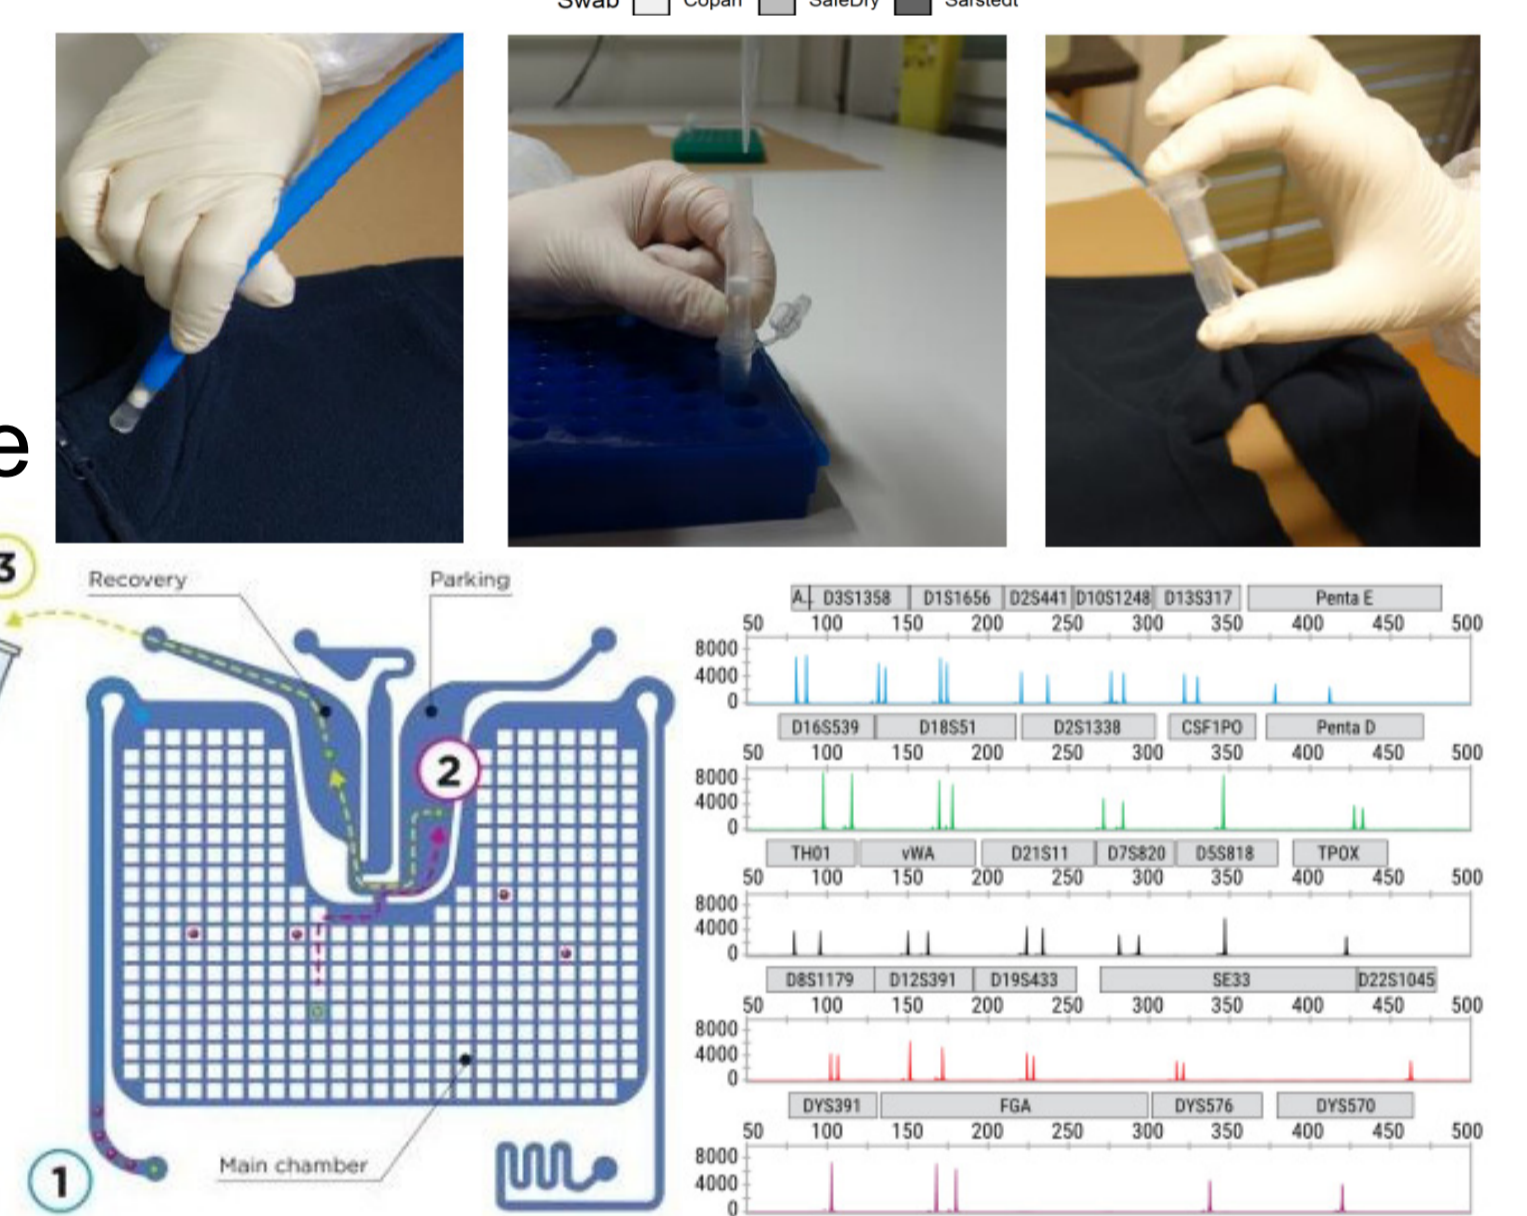 Swab Copan SafeDry Sarstedt
e
3
Recovery
Parking
2
1
Main chamber
A.. D3S1358 D1S1656 D2S441 D10S1248 D13S317 Penta E
50 100 150 200 250 300 350 400 450 500
8000
4000
0
D16S539 D18S51 D2S1338 CSF1PO Penta D
50 100 150 200 250 300 350 400 450 500
8000
4000
0
TH01 vWA D21S11 D7S820 D5S818 TPOX
50 100 150 200 250 300 350 400 450 500
8000
4000
0
D8S1179 D12S391 D19S433 SE33 D22S1045
50 100 150 200 250 300 350 400 450 500
8000
4000
0
DYS391 FGA DYS576 DYS570
50 100 150 200 250 300 350 400 450 500
8000
4000
0